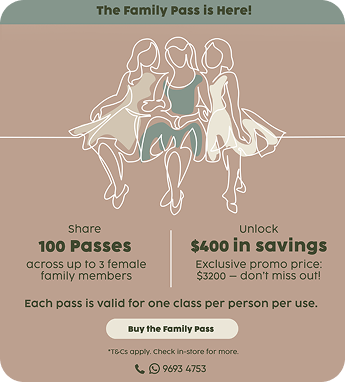 The Family Pass is Here!
Share
100 Passes
across up to 3 female
family members
Unlock
$400 in savings
Exclusive promo price:
$3200 – don't miss out!
Each pass is valid for one class per person per use.
Buy the Family Pass
*T&Cs apply. Check in-store for more.
9693 4753